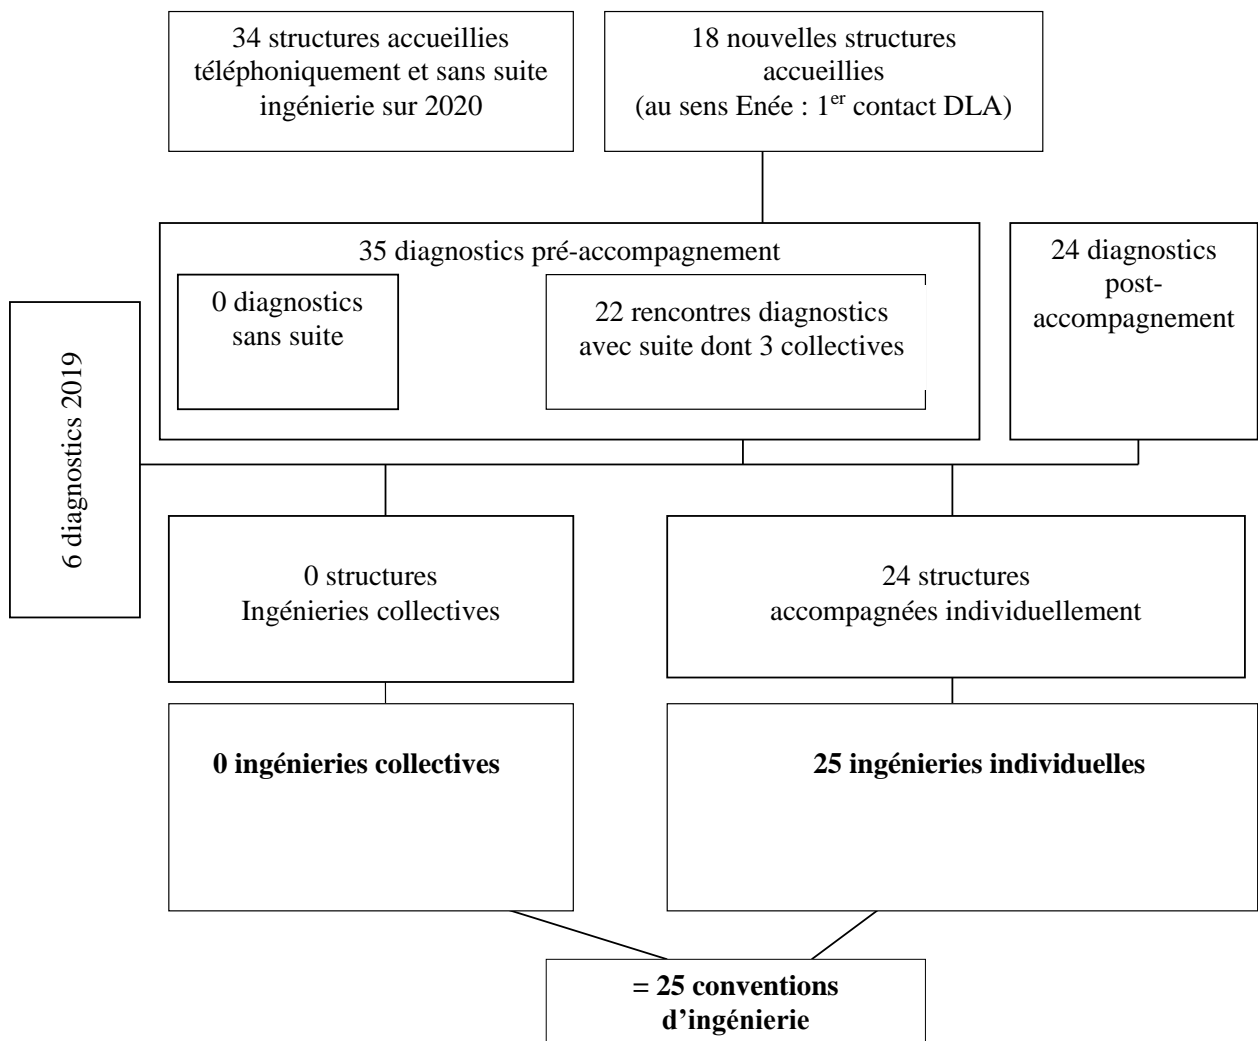 34 structures accueillies
téléphoniquement et sans suite
ingénierie sur 2020
18 nouvelles structures
accueillies
(au sens Enée : 1er contact DLA)
35 diagnostics pré-accompagnement
0 diagnostics
sans suite
22 rencontres diagnostics
avec suite dont 3 collectives
24 diagnostics
post-
accompagnement
6 diagnostics 2019
0 structures
Ingénieries collectives
24 structures
accompagnées individuellement
0 ingénieries collectives
25 ingénieries individuelles
= 25 conventions
d’ingénierie